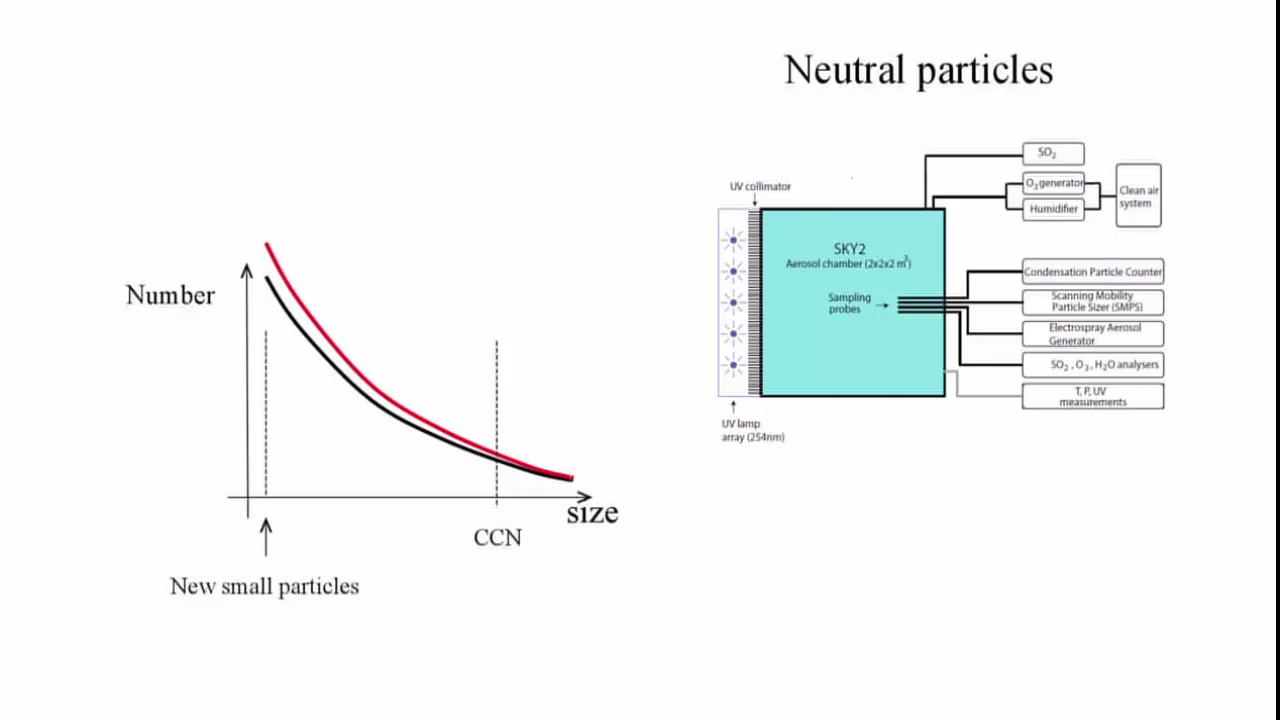 Neutral particles
Number
size
CCN
New small particles
UV collimator
SO₂
O₃ generator
Humidifier
Clean air
system
SKY2
Aerosol chamber (2x2x2 m³)
Sampling
probes
Condensation Particle Counter
Scanning Mobility
Particle Sizer (SMPS)
Electrospray Aerosol
Generator
SO₂ , O₃ , H₂O analysers
T, P, UV
measurements
UV lamp
array (254nm)